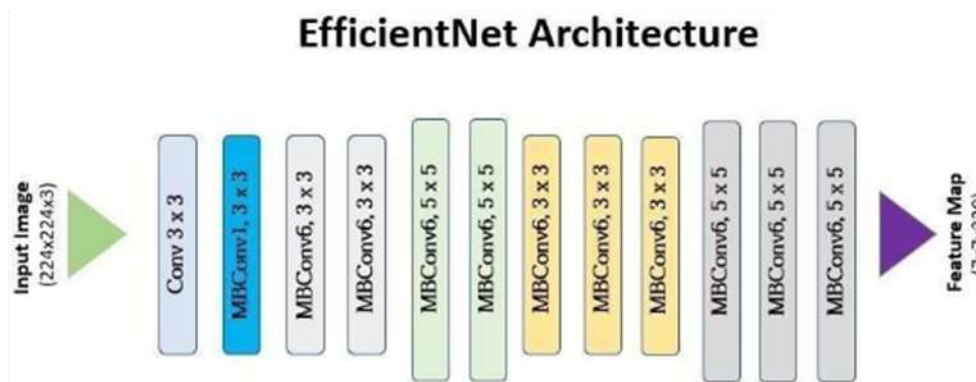 EfficientNet Architecture
Input Image
(224x224x3)
Conv 3 x 3
MBConv1, 3 x 3
MBConv6, 3 x 3
MBConv6, 3 x 3
MBConv6, 5 x 5
MBConv6, 5 x 5
MBConv6, 3 x 3
MBConv6, 3 x 3
MBConv6, 3 x 3
MBConv6, 5 x 5
MBConv6, 5 x 5
MBConv6, 5 x 5
Feature Map